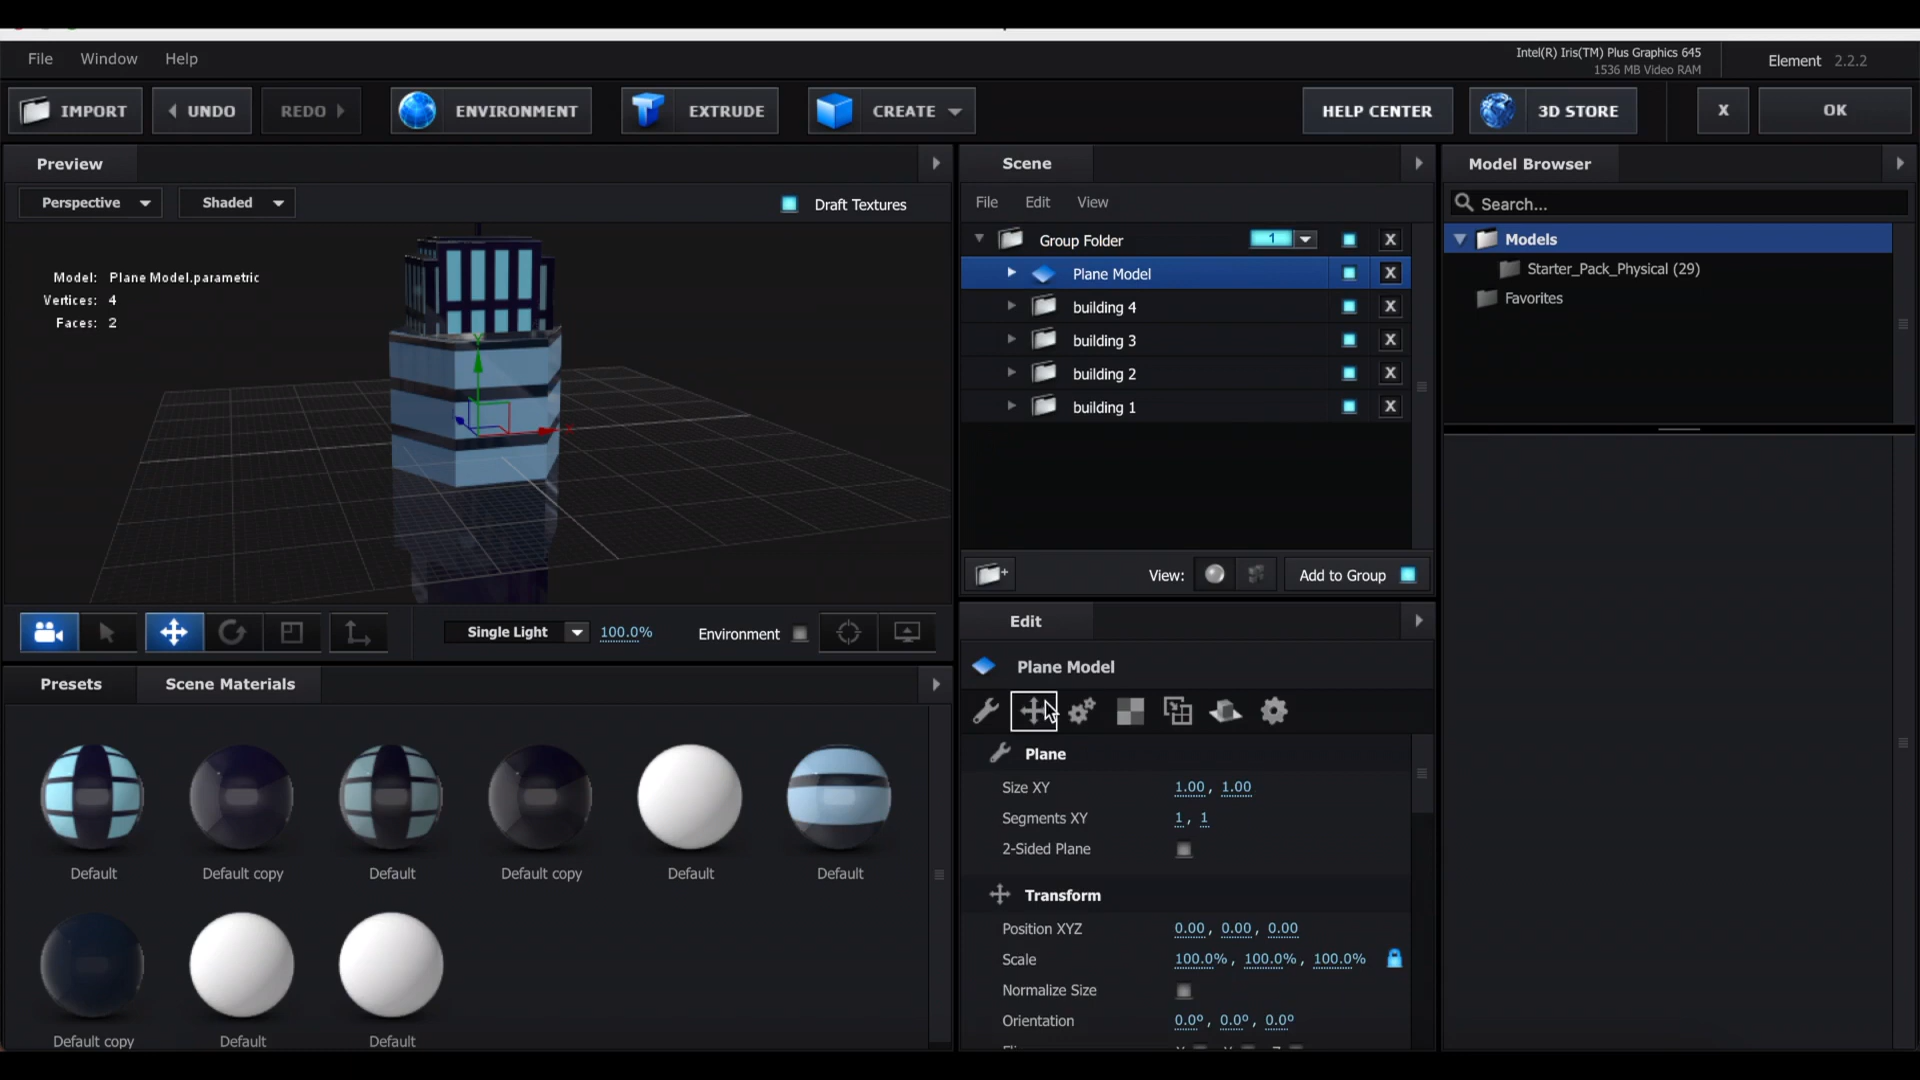 File Window Help
Intel(R) Iris(TM) Plus Graphics 645
1536 MB Video RAM
Element 2.2.2
IMPORT UNDO REDO ENVIRONMENT EXTRUDE CREATE HELP CENTER 3D STORE X OK
Preview
Perspective Shaded Draft Textures
Model: Plane Model.parametric
Vertices: 4
Faces: 2
Y
X
Single Light 100.0% Environment
Presets Scene Materials
Default Default copy Default Default copy Default Default
Default copy Default Default
Scene
File Edit View
Group Folder 1 X
Plane Model X
building 4 X
building 3 X
building 2 X
building 1 X
View: Add to Group
Edit
Plane Model
Plane
Size XY 1.00, 1.00
Segments XY 1, 1
2-Sided Plane
Transform
Position XYZ 0.00, 0.00, 0.00
Scale 100.0%, 100.0%, 100.0%
Normalize Size
Orientation 0.0º, 0.0º, 0.0º
Model Browser
Search...
Models
Starter_Pack_Physical (29)
Favorites